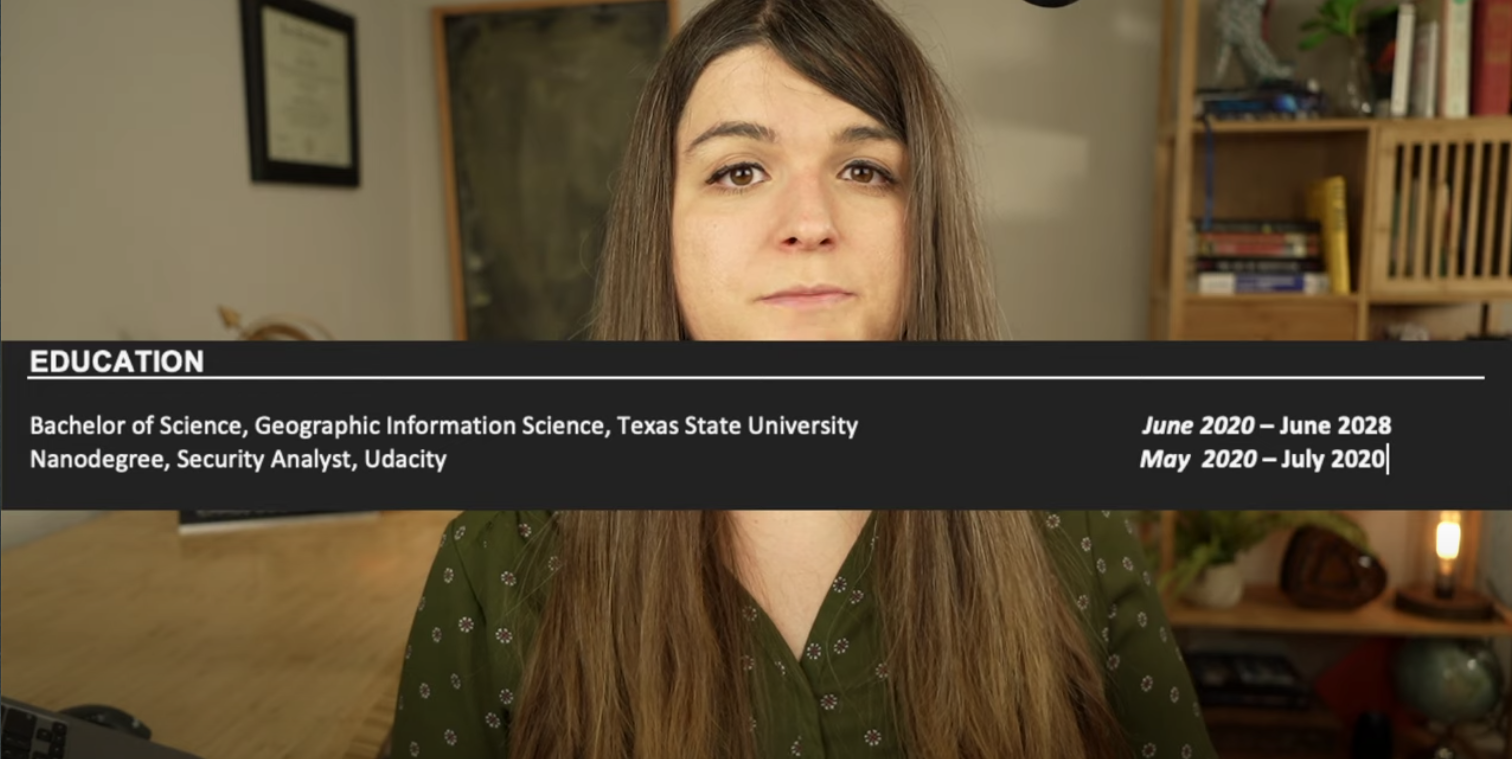 EDUCATION
Bachelor of Science, Geographic Information Science, Texas State University June 2020 – June 2028
Nanodegree, Security Analyst, Udacity May 2020 – July 2020